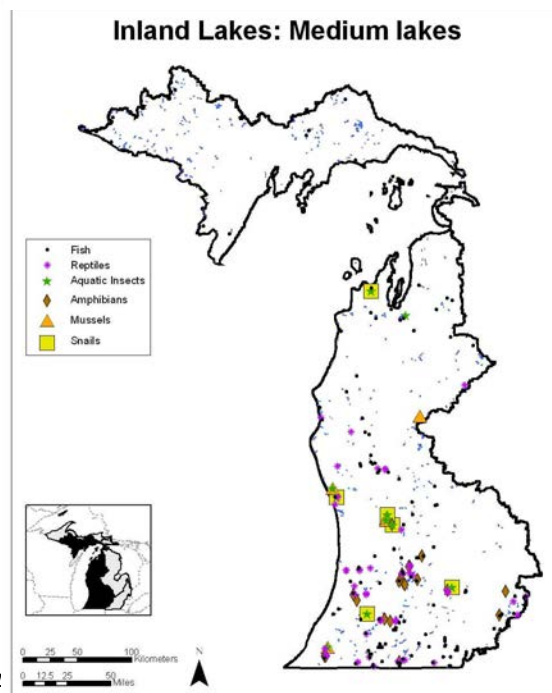 Inland Lakes: Medium lakes
Fish
Reptiles
Aquatic Insects
Amphibians
Mussels
Snails
0 25 50 100
Kilometers
N
0 12.5 25 50
Miles